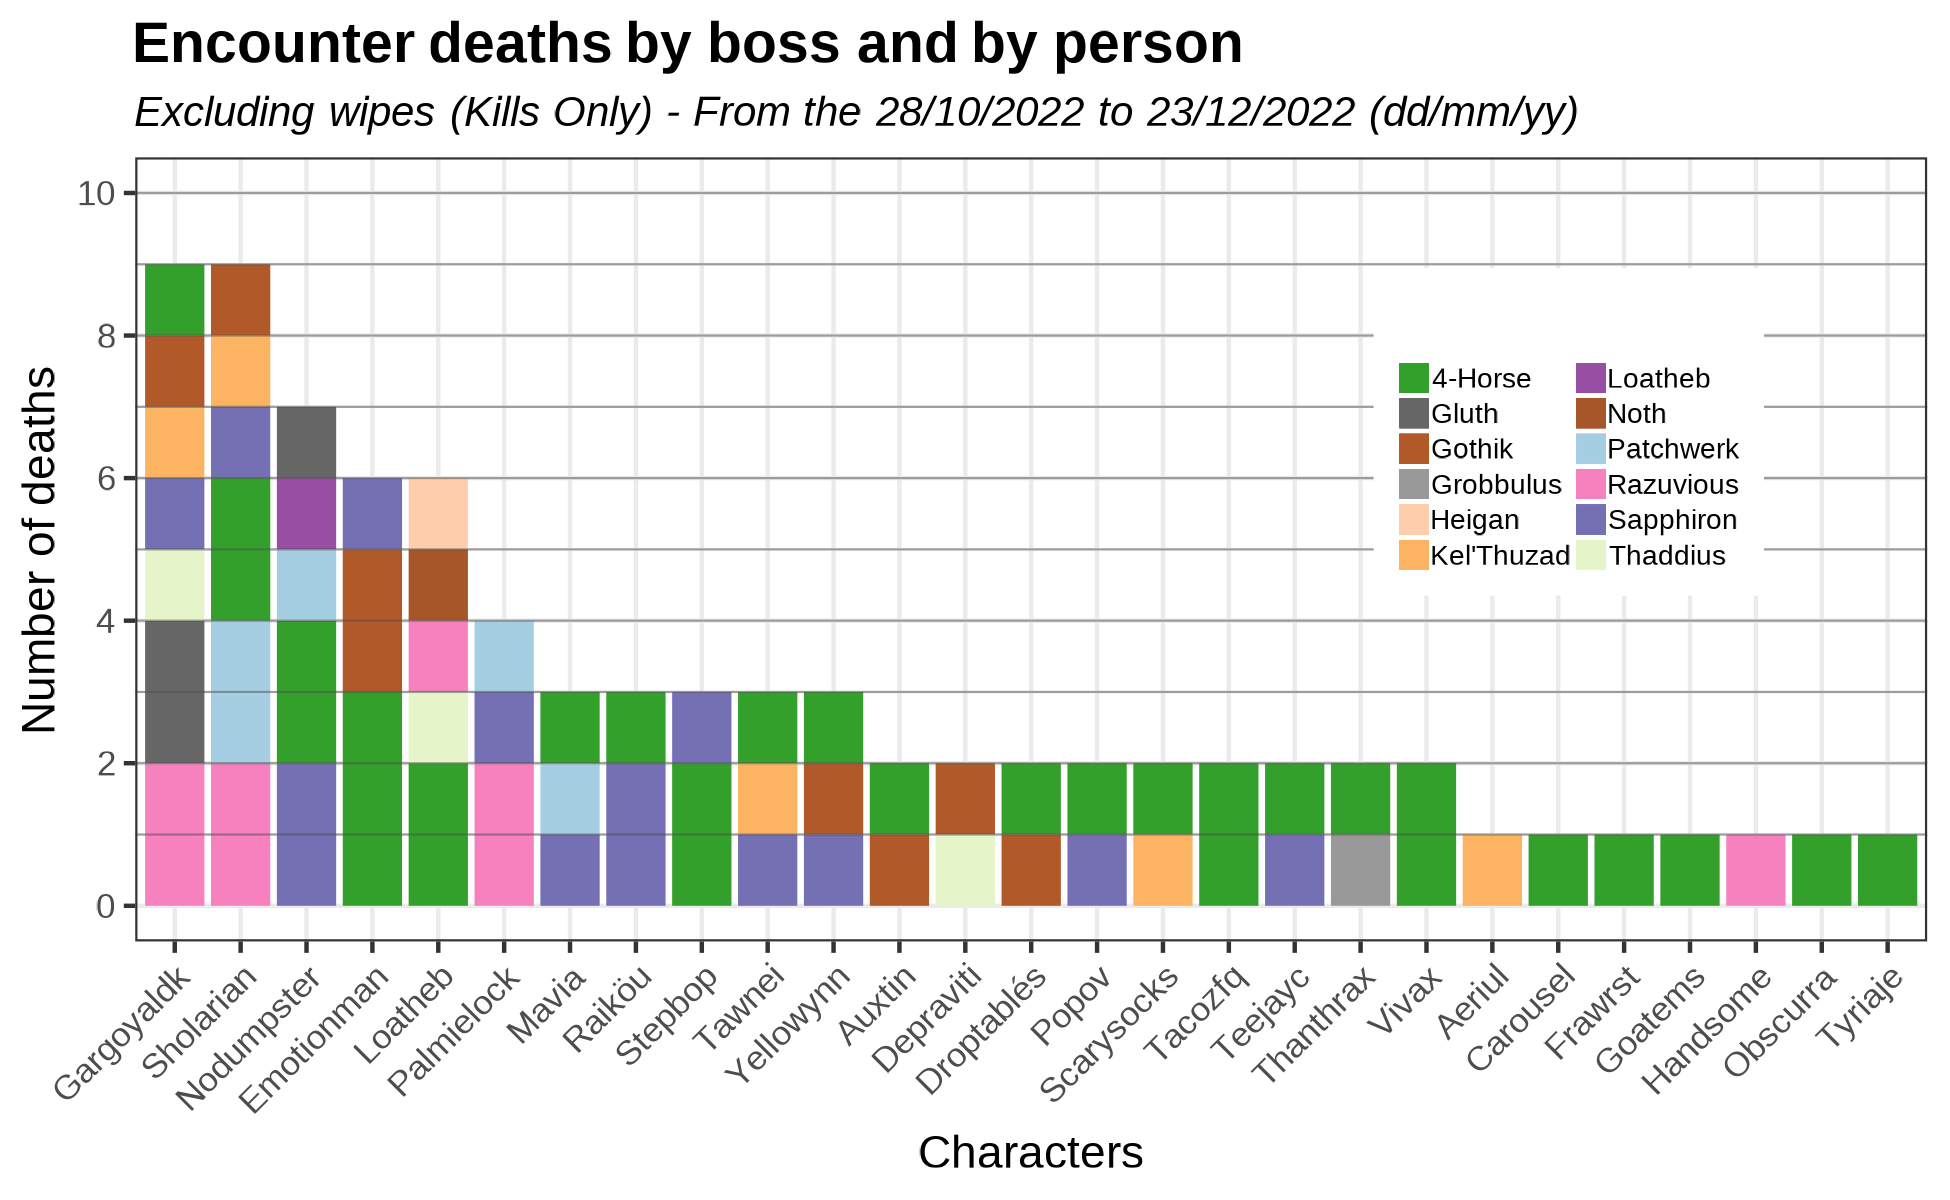 Encounter deaths by boss and by person
Excluding wipes (Kills Only) - From the 28/10/2022 to 23/12/2022 (dd/mm/yy)
Number of deaths
10
8
6
4
2
0
4-Horse
Gluth
Gothik
Grobbulus
Heigan
Kel'Thuzad
Loatheb
Noth
Patchwerk
Razuvious
Sapphiron
Thaddius
Gargoyaldk
Sholarian
Nodumpster
Emotionman
Loatheb
Palmielock
Mavia
Raiköu
Stepbop
Tawnei
Yellowynn
Auxtin
Depraviti
Droptablés
Popov
Scarysocks
Tacozfq
Teejayc
Thanthrax
Vivax
Aeriul
Carousel
Frawrst
Goatems
Handsome
Obscurra
Tyriaje
Characters